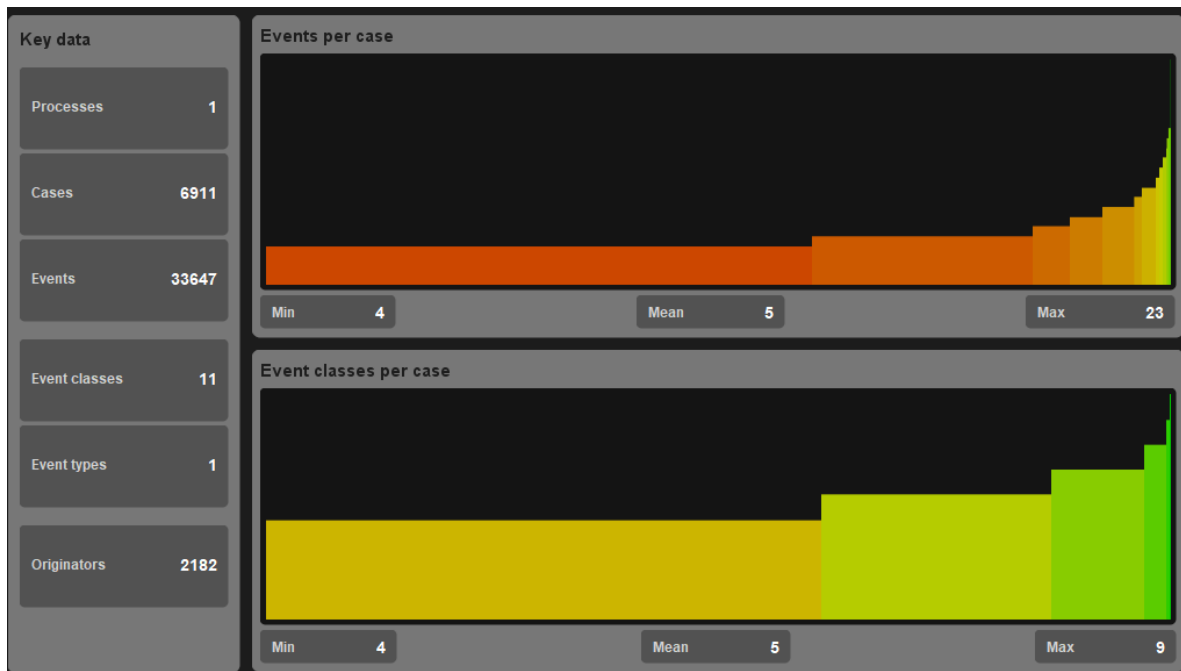 Key data
Processes 1
Cases 6911
Events 33647
Event classes 11
Event types 1
Originators 2182
Events per case
Min 4 Mean 5 Max 23
Event classes per case
Min 4 Mean 5 Max 9